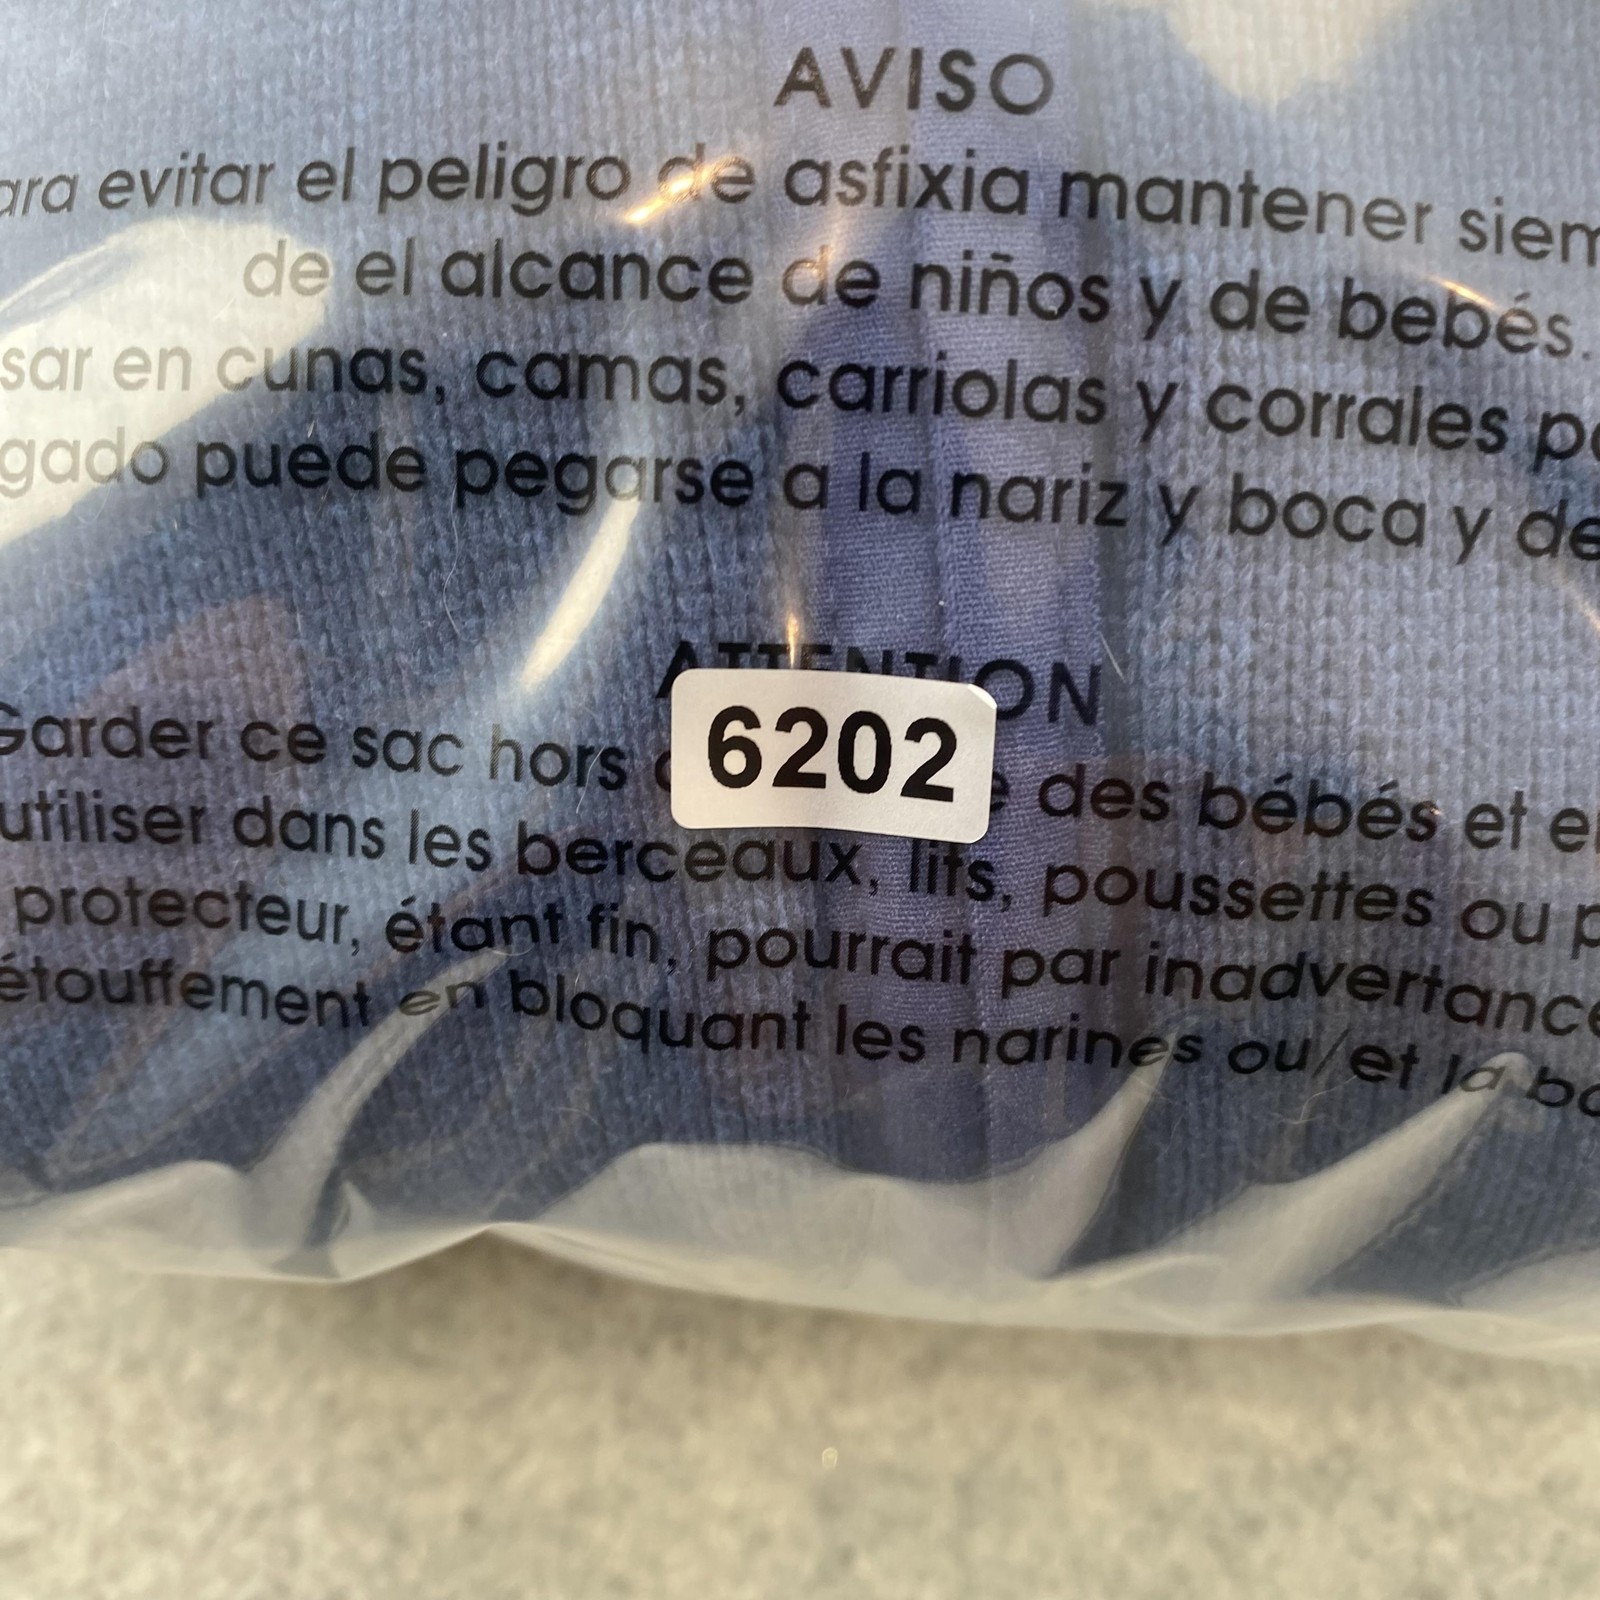 AVISO
ara evitar el peligro de asfixia mantener siem
de el alcance de niños y de bebés.
sar en cunas, camas, carriolas y corrales p
gado puede pegarse a la nariz y boca y de
ATTENTION
Garder ce sac hors des bébés et e
6202
utiliser dans les berceaux, lits, poussettes ou p
protecteur, étant fin, pourrait par inadvertance
étouffement en bloquant les narines ou/et la bo